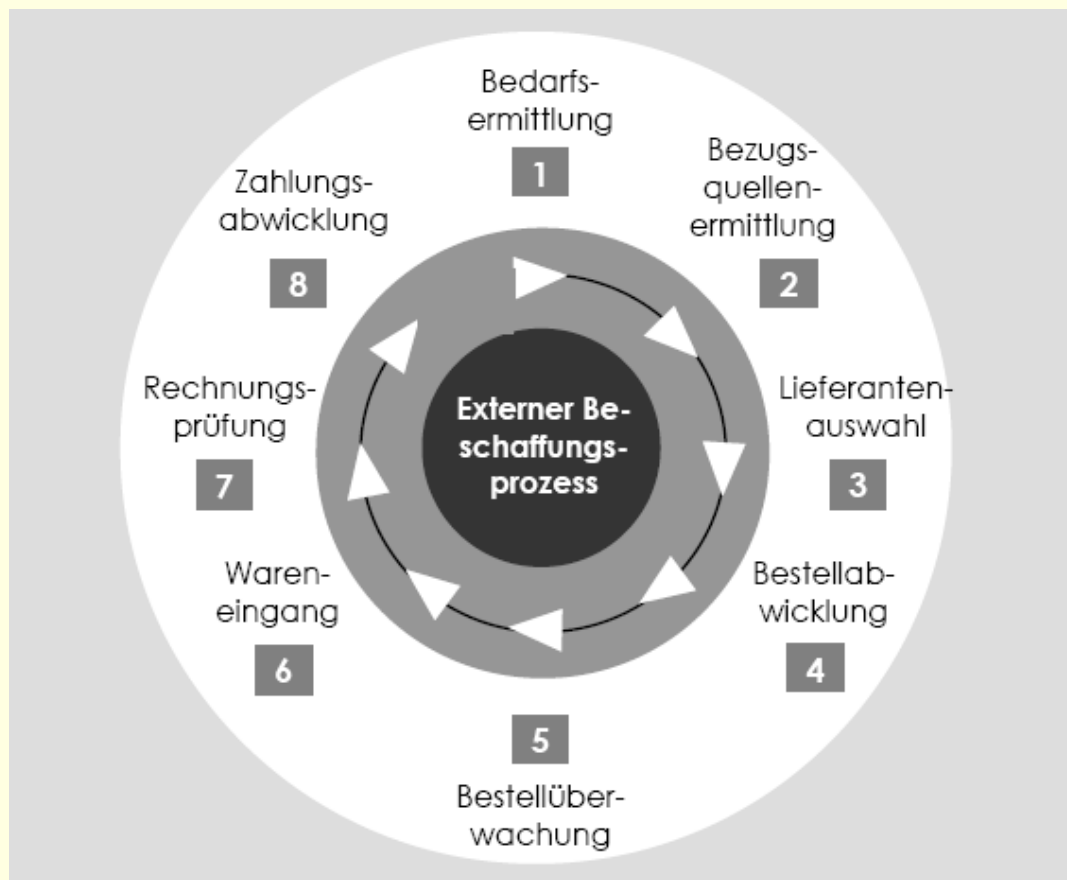 Bedarfs-
ermittlung
1
Bezugs-
quellen-
ermittlung
2
Lieferanten-
auswahl
3
Bestellab-
wicklung
4
5
Bestellüber-
wachung
Waren-
eingang
6
Rechnungs-
prüfung
7
Zahlungs-
abwicklung
8
Externer Be-
schaffungs-
prozess